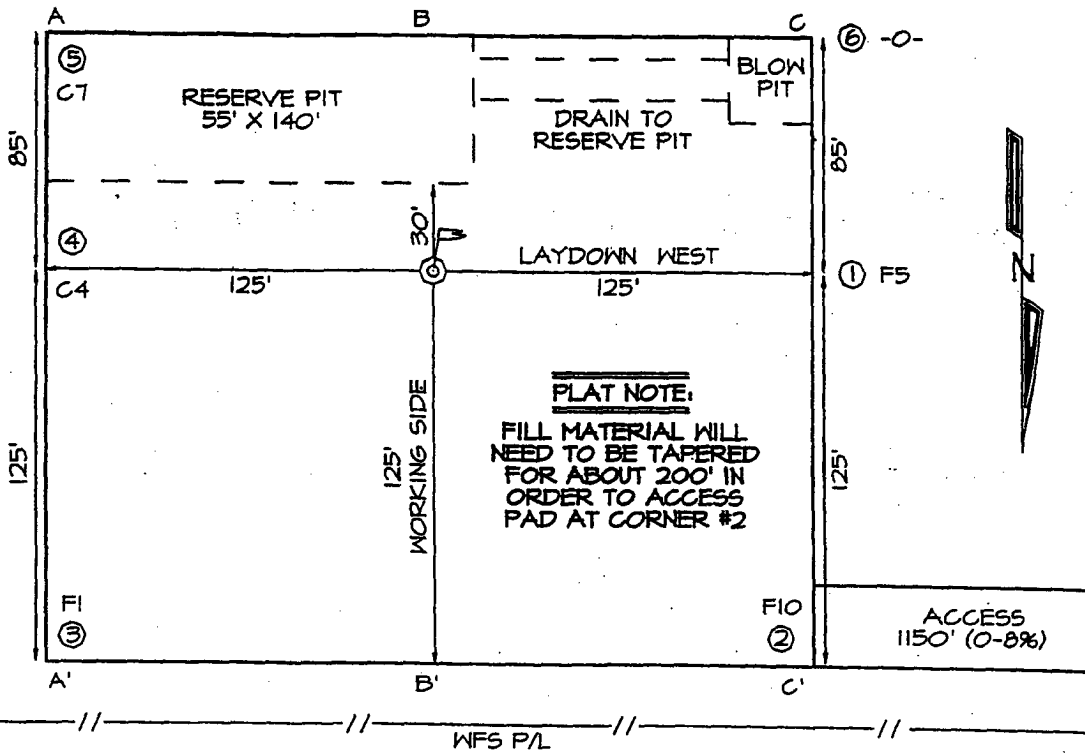 A
B
C
⑤
C7
RESERVE PIT
55' X 140'
BLOW
PIT
⑥ -0-
DRAIN TO
RESERVE PIT
85'
85'
④
30'
LAYDOWN WEST
C4
125'
125'
① F5
N
125'
125'
WORKING SIDE
PLAT NOTE:
FILL MATERIAL WILL
NEED TO BE TAPERED
FOR ABOUT 200' IN
ORDER TO ACCESS
PAD AT CORNER #2
125'
F1
③
F10
②
ACCESS
1150' (0-8%)
A'
B'
C'
WFS P/L